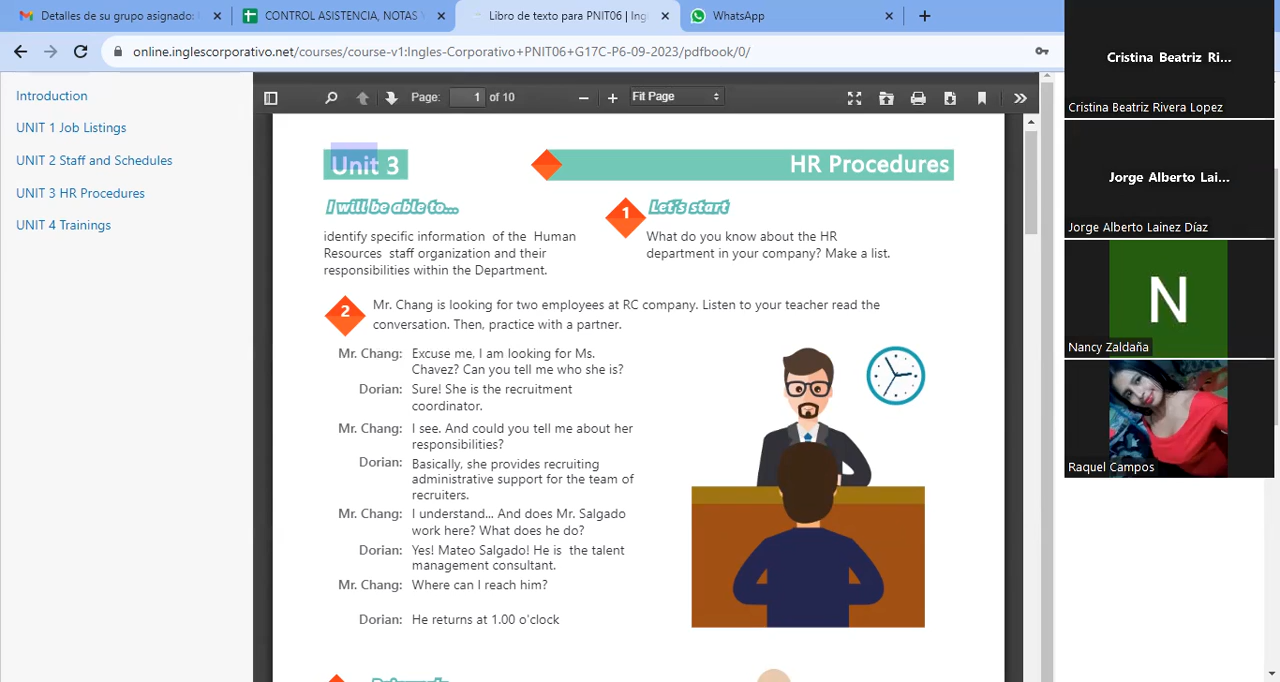 Detalles de su grupo asignado:
CONTROL ASISTENCIA, NOTAS
Libro de texto para PNIT06 | Ing
WhatsApp
online.inglescorporativo.net/courses/course-v1:Ingles-Corporativo+PNIT06+G17C-P6-09-2023/pdfbook/0/
Introduction
UNIT 1 Job Listings
UNIT 2 Staff and Schedules
UNIT 3 HR Procedures
UNIT 4 Trainings
Page: 1 of 10
Fit Page
Unit 3
HR Procedures
I will be able to...
identify specific information of the Human
Resources staff organization and their
responsibilities within the Department.
1 Let's start
What do you know about the HR
department in your company? Make a list.
2 Mr. Chang is looking for two employees at RC company. Listen to your teacher read the
conversation. Then, practice with a partner.
Mr. Chang: Excuse me, I am looking for Ms.
Chavez? Can you tell me who she is?
Dorian: Sure! She is the recruitment
coordinator.
Mr. Chang: I see. And could you tell me about her
responsibilities?
Dorian: Basically, she provides recruiting
administrative support for the team of
recruiters.
Mr. Chang: I understand... And does Mr. Salgado
work here? What does he do?
Dorian: Yes! Mateo Salgado! He is the talent
management consultant.
Mr. Chang: Where can I reach him?
Dorian: He returns at 1.00 o'clock
Cristina Beatriz Ri...
Cristina Beatriz Rivera Lopez
Jorge Alberto Lai...
Jorge Alberto Lainez Díaz
N
Nancy Zaldaña
Raquel Campos